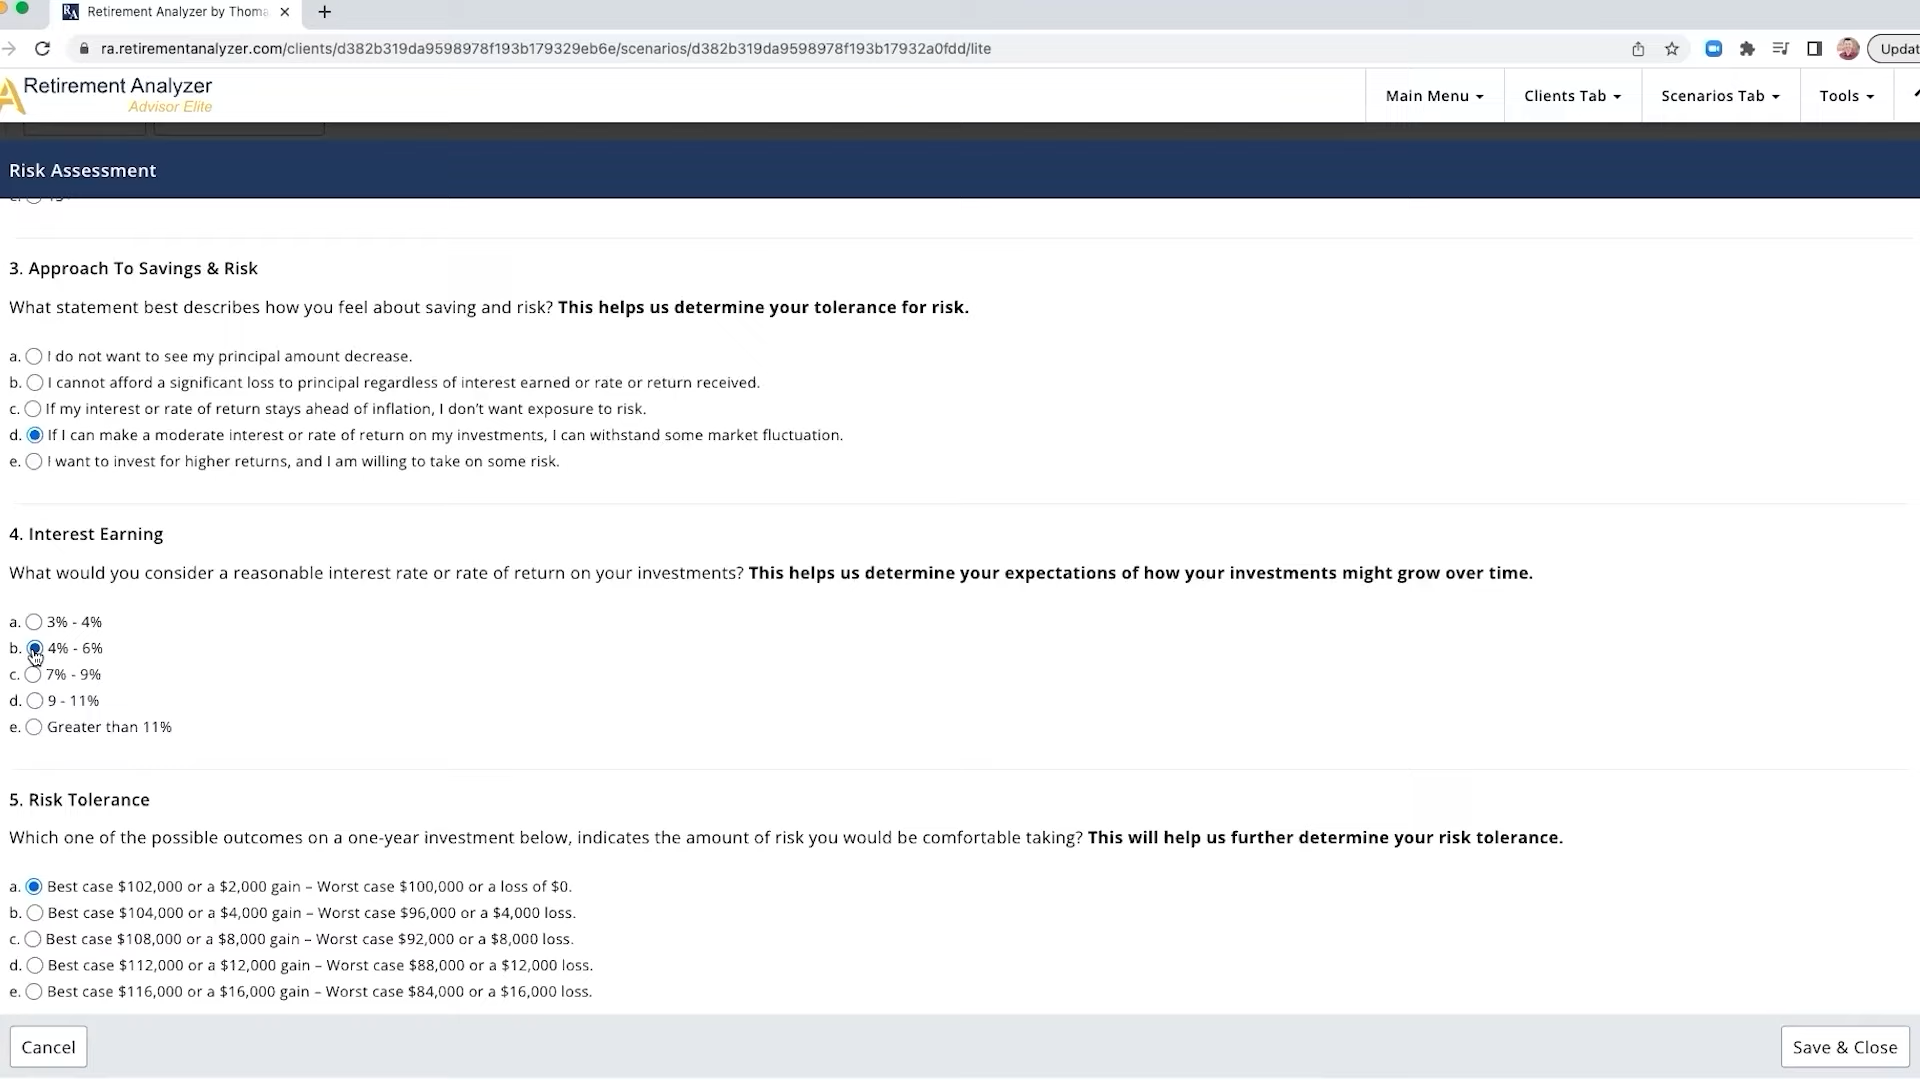 Retirement Analyzer by Thoma
ra.retirementanalyzer.com/clients/d382b319da9598978f193b179329eb6e/scenarios/d382b319da9598978f193b17932a0fdd/lite
Updat
Retirement Analyzer
Advisor Elite
Main Menu
Clients Tab
Scenarios Tab
Tools
Risk Assessment
3. Approach To Savings & Risk
What statement best describes how you feel about saving and risk? This helps us determine your tolerance for risk.
a. I do not want to see my principal amount decrease.
b. I cannot afford a significant loss to principal regardless of interest earned or rate or return received.
c. If my interest or rate of return stays ahead of inflation, I don't want exposure to risk.
d. If I can make a moderate interest or rate of return on my investments, I can withstand some market fluctuation.
e. I want to invest for higher returns, and I am willing to take on some risk.
4. Interest Earning
What would you consider a reasonable interest rate or rate of return on your investments? This helps us determine your expectations of how your investments might grow over time.
a. 3% - 4%
b. 4% - 6%
c. 7% - 9%
d. 9 - 11%
e. Greater than 11%
5. Risk Tolerance
Which one of the possible outcomes on a one-year investment below, indicates the amount of risk you would be comfortable taking? This will help us further determine your risk tolerance.
a. Best case $102,000 or a $2,000 gain – Worst case $100,000 or a loss of $0.
b. Best case $104,000 or a $4,000 gain – Worst case $96,000 or a $4,000 loss.
c. Best case $108,000 or a $8,000 gain – Worst case $92,000 or a $8,000 loss.
d. Best case $112,000 or a $12,000 gain – Worst case $88,000 or a $12,000 loss.
e. Best case $116,000 or a $16,000 gain – Worst case $84,000 or a $16,000 loss.
Cancel
Save & Close